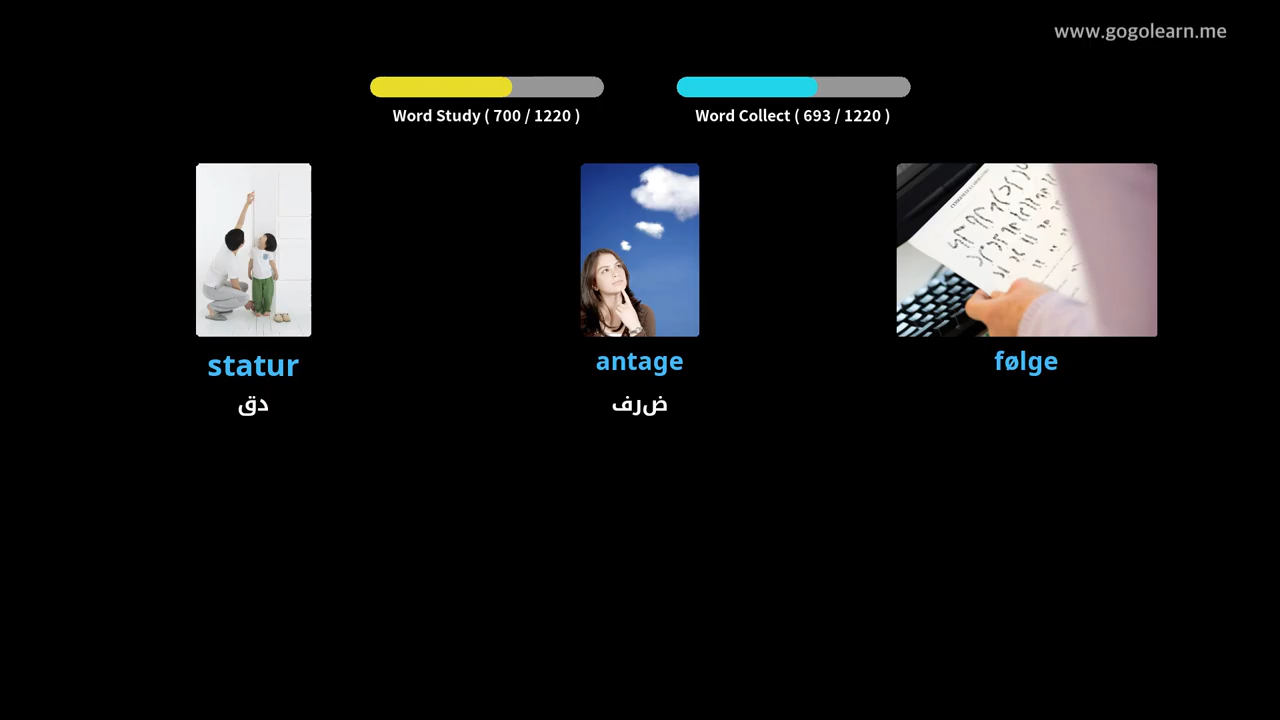 www.gogolearn.me
Word Study ( 700 / 1220 )
Word Collect ( 693 / 1220 )
statur
antage
følge
دق
ضرف